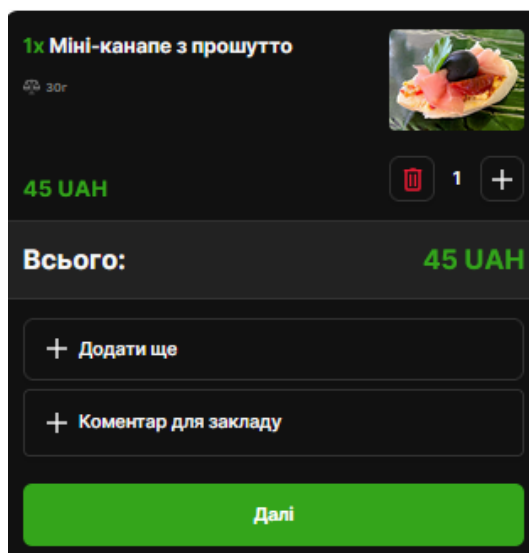 1x Міні-канапе з прошутто
30г
45 UAH
1
Всього:
45 UAH
Додати ще
Коментар для закладу
Далі